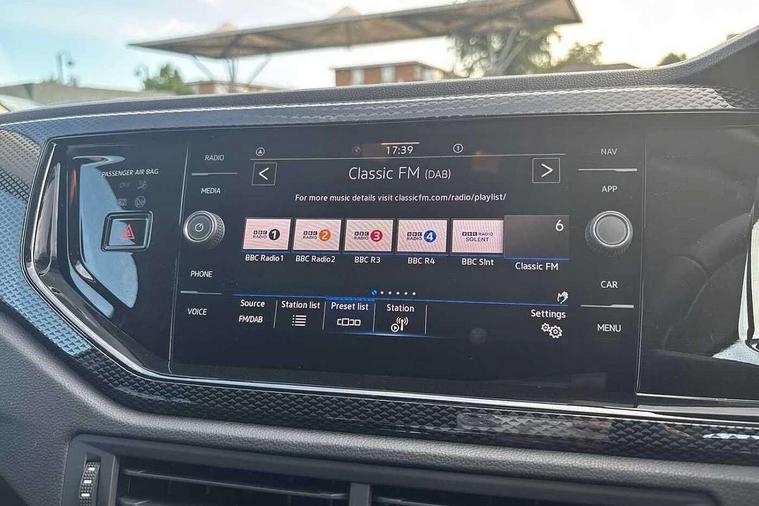 17:39
RADIO
NAV
PASSENGER AIR BAG
OFF
Classic FM (DAB)
MEDIA
APP
For more music details visit classicfm.com/radio/playlist/
BBC RADIO 1
BBC RADIO 2
BBC RADIO 3
BBC RADIO 4
BBC RADIO SOLENT
6
BBC Radio1
BBC Radio2
BBC R3
BBC R4
BBC Slnt
Classic FM
PHONE
CAR
Source
FM/DAB
Station list
Preset list
Station
Settings
VOICE
MENU